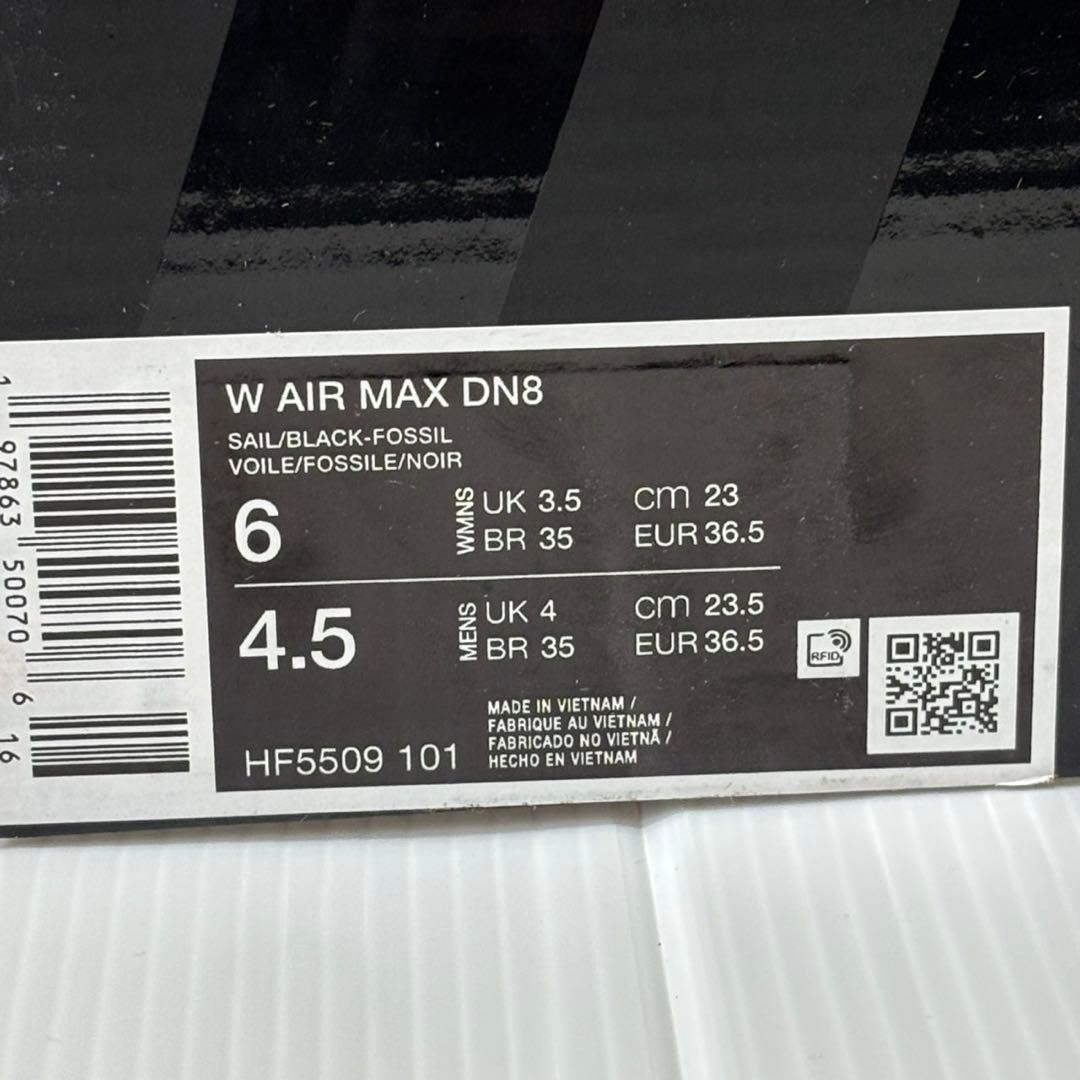 W AIR MAX DN8
SAIL/BLACK-FOSSIL
VOILE/FOSSILE/NOIR
6 WMNS UK 3.5 cm 23
BR 35 EUR 36.5
4.5 MENS UK 4 cm 23.5
BR 35 EUR 36.5
RFID
MADE IN VIETNAM /
FABRIQUE AU VIETNAM /
FABRICADO NO VIETNÃ /
HECHO EN VIETNAM
HF5509 101
1 97863 50070 6 16